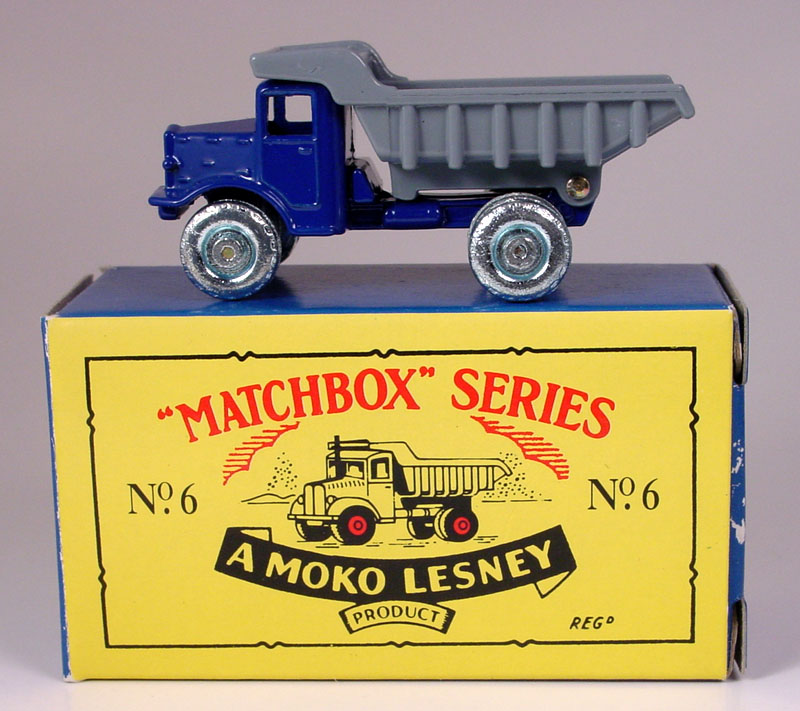 "MATCHBOX" SERIES
Nº. 6
Nº. 6
A MOKO LESNEY
PRODUCT
REGD